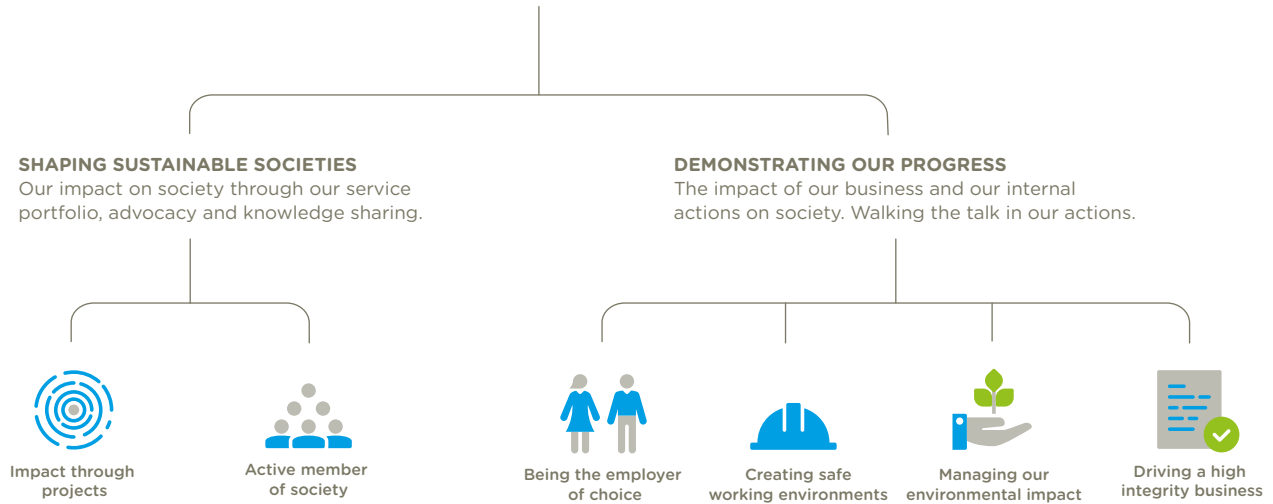 SHAPING SUSTAINABLE SOCIETIES
Our impact on society through our service
portfolio, advocacy and knowledge sharing.
DEMONSTRATING OUR PROGRESS
The impact of our business and our internal
actions on society. Walking the talk in our actions.
Impact through
projects
Active member
of society
Being the employer
of choice
Creating safe
working environments
Managing our
environmental impact
Driving a high
integrity business